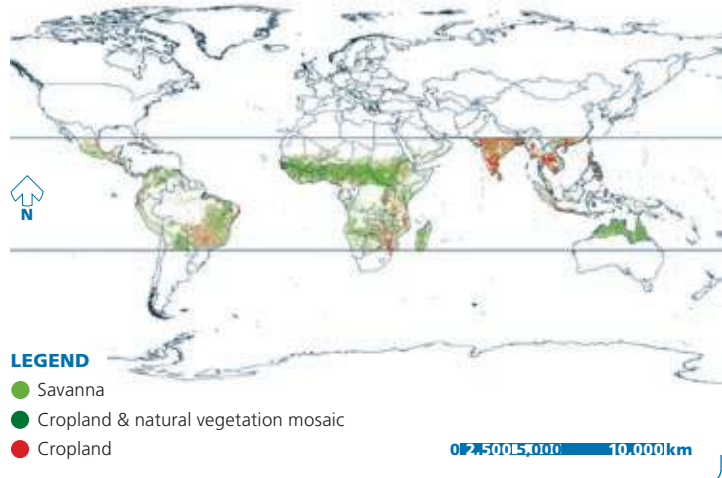 N
LEGEND
Savanna
Cropland & natural vegetation mosaic
Cropland
0 2,500 5,000 10,000 km